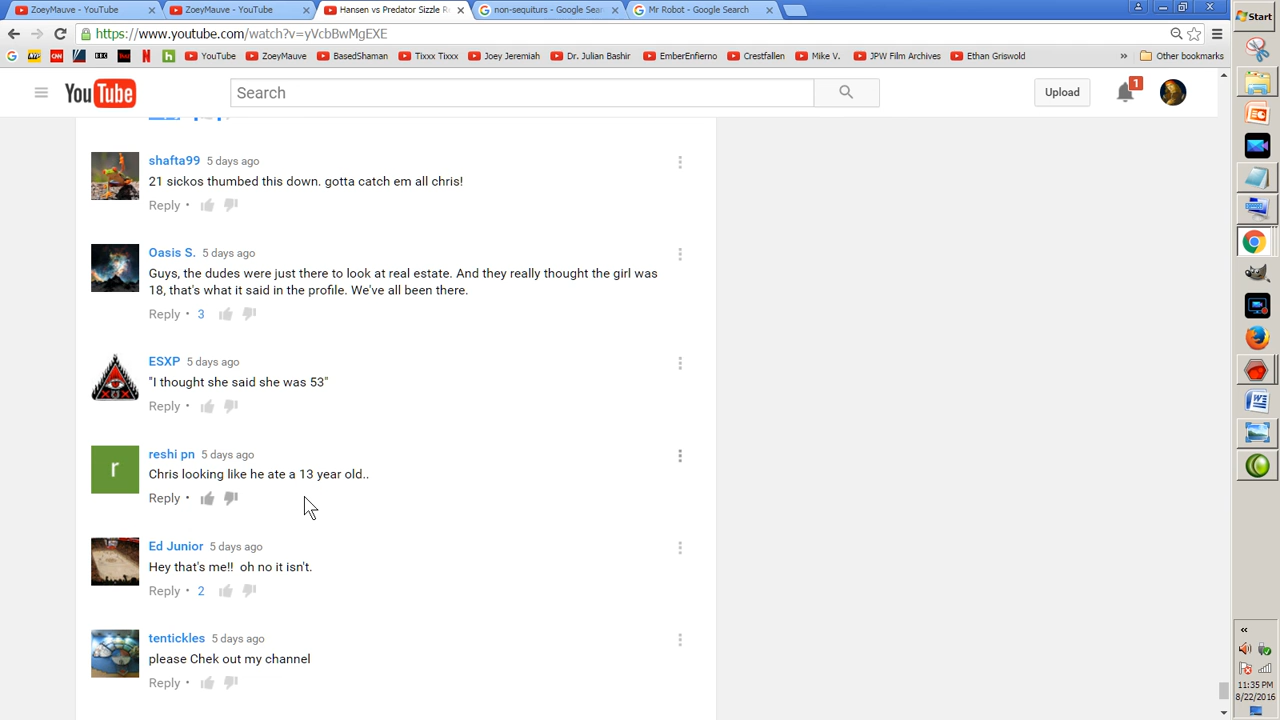 ZoeyMauve - YouTube
ZoeyMauve - YouTube
Hansen vs Predator Sizzle Re
non-sequiturs - Google Sear
Mr Robot - Google Search
https://www.youtube.com/watch?v=yVcbBwMgEXE
YouTube
ZoeyMauve
BasedShaman
Tixxx Tixxx
Joey Jeremiah
Dr. Julian Bashir
EmberEnfierno
Crestfallen
Mike V.
JPW Film Archives
Ethan Griswold
»
Other bookmarks
Start
YouTube
Search
Upload
1
shafta99 5 days ago
21 sickos thumbed this down. gotta catch em all chris!
Reply •
Oasis S. 5 days ago
Guys, the dudes were just there to look at real estate. And they really thought the girl was
18, that's what it said in the profile. We've all been there.
Reply • 3
ESXP 5 days ago
"I thought she said she was 53"
Reply •
reshi pn 5 days ago
r
Chris looking like he ate a 13 year old..
Reply •
Ed Junior 5 days ago
Hey that's me!! oh no it isn't.
Reply • 2
tentickles 5 days ago
please Chek out my channel
Reply •
«
11:35 PM
8/22/2016